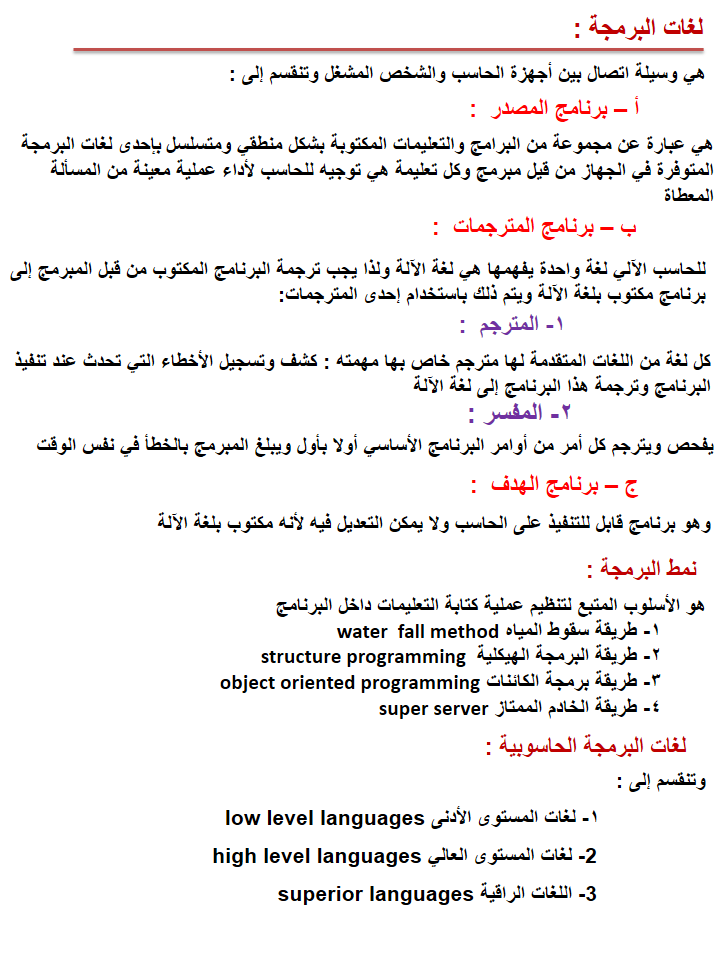 لغات البرمجة :
هي وسيلة اتصال بين أجهزة الحاسب والشخص المشغل وتنقسم إلى :
أ – برنامج المصدر :
هي عبارة عن مجموعة من البرامج والتعليمات المكتوبة بشكل منطقي ومتسلسل بإحدى لغات البرمجة
المتوفرة في الجهاز من قيل مبرمج وكل تعليمة هي توجيه للحاسب لأداء عملية معينة من المسألة
المعطاة
ب – برنامج المترجمات :
للحاسب الآلي لغة واحدة يفهمها هي لغة الآلة ولذا يجب ترجمة البرنامج المكتوب من قبل المبرمج إلى
برنامج مكتوب بلغة الآلة ويتم ذلك باستخدام إحدى المترجمات:
١- المترجم :
كل لغة من اللغات المتقدمة لها مترجم خاص بها مهمته : كشف وتسجيل الأخطاء التي تحدث عند تنفيذ
البرنامج وترجمة هذا البرنامج إلى لغة الآلة
٢- المفسر :
يفحص ويترجم كل أمر من أوامر البرنامج الأساسي أولا بأول ويبلغ المبرمج بالخطأ في نفس الوقت
ج – برنامج الهدف :
وهو برنامج قابل للتنفيذ على الحاسب ولا يمكن التعديل فيه لأنه مكتوب بلغة الآلة
نمط البرمجة :
هو الأسلوب المتبع لتنظيم عملية كتابة التعليمات داخل البرنامج
١- طريقة سقوط المياه water fall method
٢- طريقة البرمجة الهيكلية structure programming
٣- طريقة برمجة الكائنات object oriented programming
٤- طريقة الخادم الممتاز super server
لغات البرمجة الحاسوبية :
وتنقسم إلى :
١- لغات المستوى الأدنى low level languages
2- لغات المستوى العالي high level languages
3- اللغات الراقية superior languages